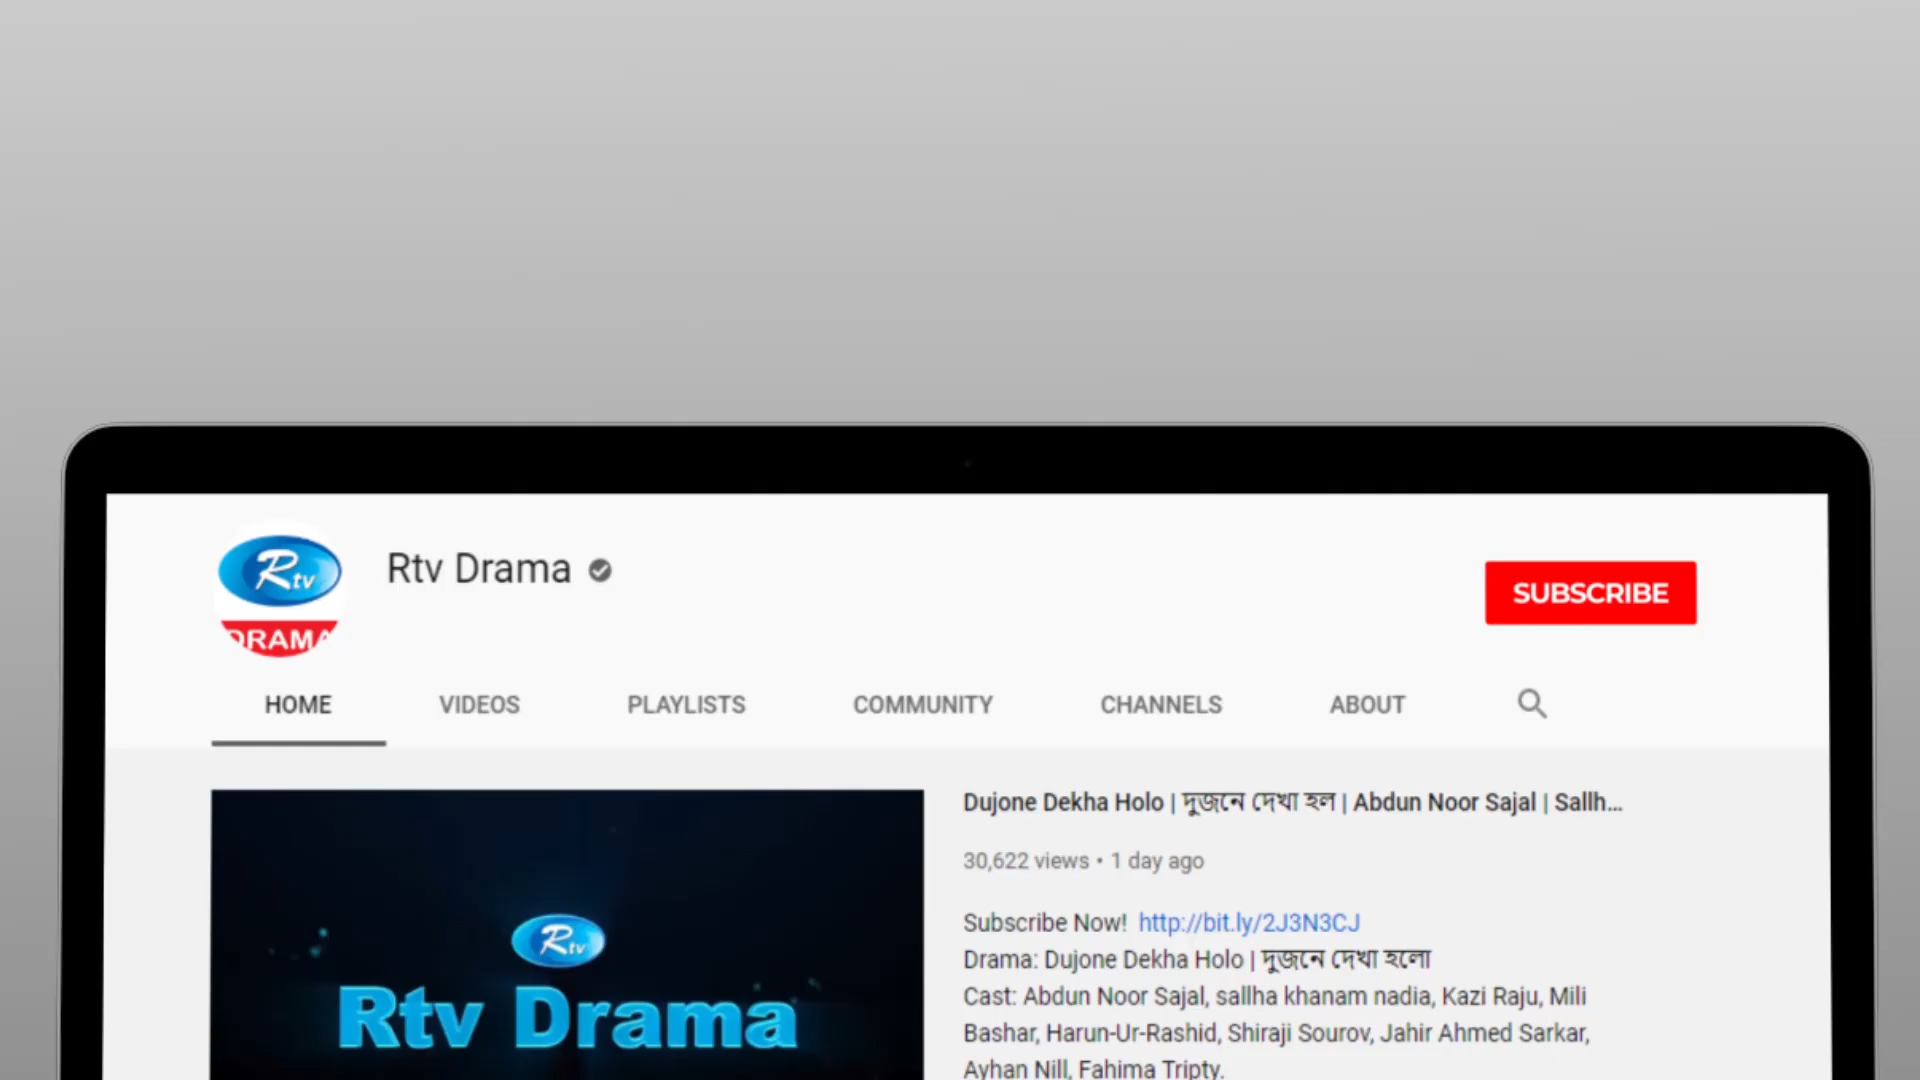 Rtv
DRAMA
Rtv Drama
SUBSCRIBE
HOME VIDEOS PLAYLISTS COMMUNITY CHANNELS ABOUT
Rtv
Rtv Drama
Dujone Dekha Holo | দুজনে দেখা হল | Abdun Noor Sajal | Sallh...
30,622 views • 1 day ago
Subscribe Now! http://bit.ly/2J3N3CJ
Drama: Dujone Dekha Holo | দুজনে দেখা হলো
Cast: Abdun Noor Sajal, sallha khanam nadia, Kazi Raju, Mili
Bashar, Harun-Ur-Rashid, Shiraji Sourov, Jahir Ahmed Sarkar,
Ayhan Nill, Fahima Tripty.